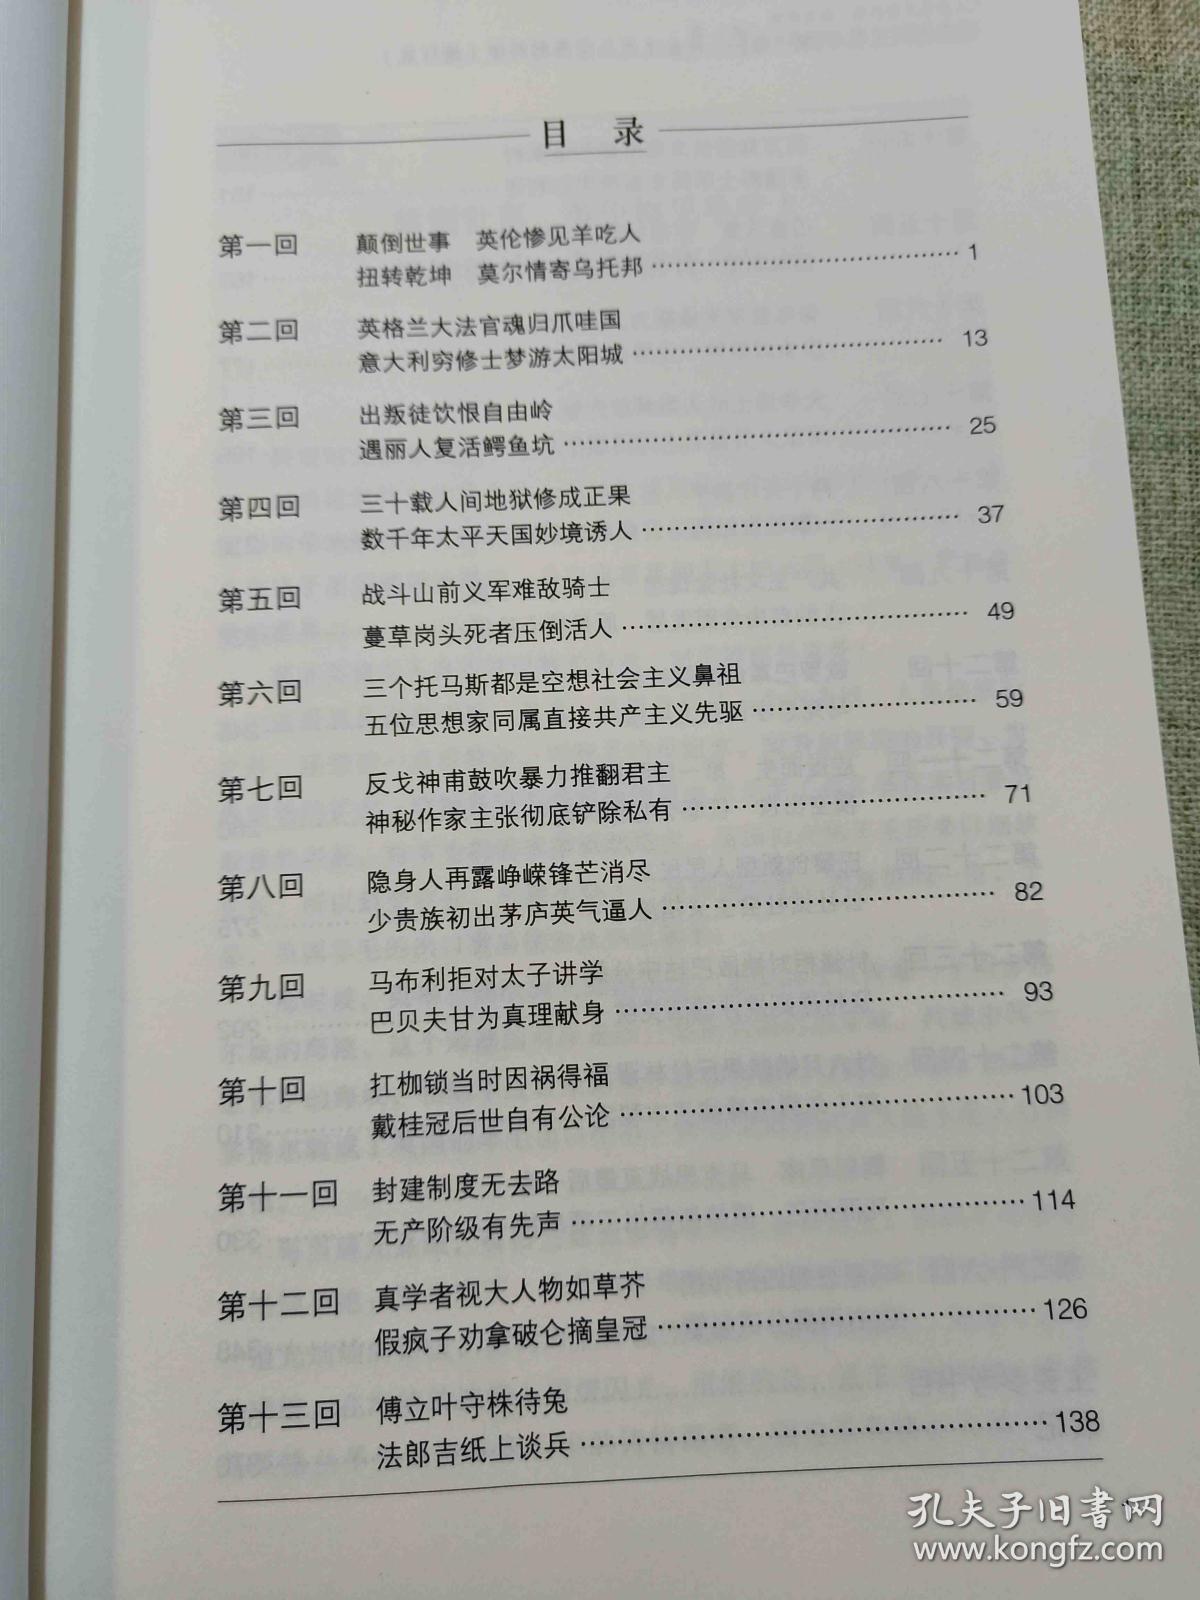 目 录
第一回 颠倒世事 英伦惨见羊吃人
扭转乾坤 莫尔情寄乌托邦 1
第二回 英格兰大法官魂归爪哇国
意大利穷修士梦游太阳城 13
第三回 出叛徒饮恨自由岭
遇丽人复活鳄鱼坑 25
第四回 三十载人间地狱修成正果
数千年太平天国妙境诱人 37
第五回 战斗山前义军难敌骑士
蔓草岗头死者压倒活人 49
第六回 三个托马斯都是空想社会主义鼻祖
五位思想家同属直接共产主义先驱 59
第七回 反戈神甫鼓吹暴力推翻君主
神秘作家主张彻底铲除私有 71
第八回 隐身人再露峥嵘锋芒消尽
少贵族初出茅庐英气逼人 82
第九回 马布利拒对太子讲学
巴贝夫甘为真理献身 93
第十回 扛枷锁当时因祸得福
戴桂冠后世自有公论 103
第十一回 封建制度无去路
无产阶级有先声 114
第十二回 真学者视大人物如草芥
假疯子劝拿破仑摘皇冠 126
第十三回 傅立叶守株待兔
法郎吉纸上谈兵 138
孔夫子旧书网
www.kongfz.com